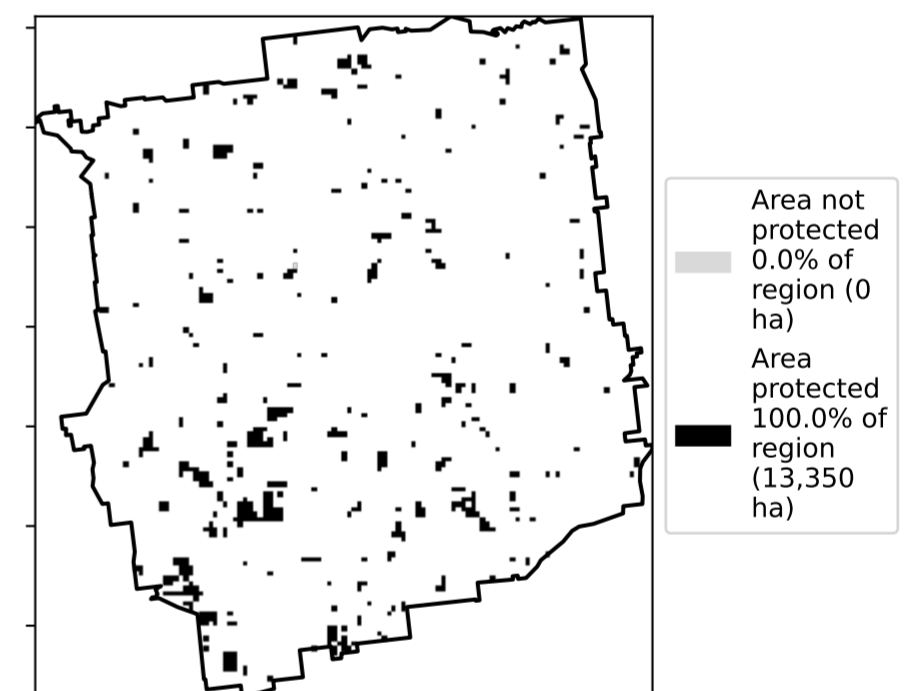 Area not
protected
0.0% of
region (0
ha)
Area
protected
100.0% of
region
(13,350
ha)